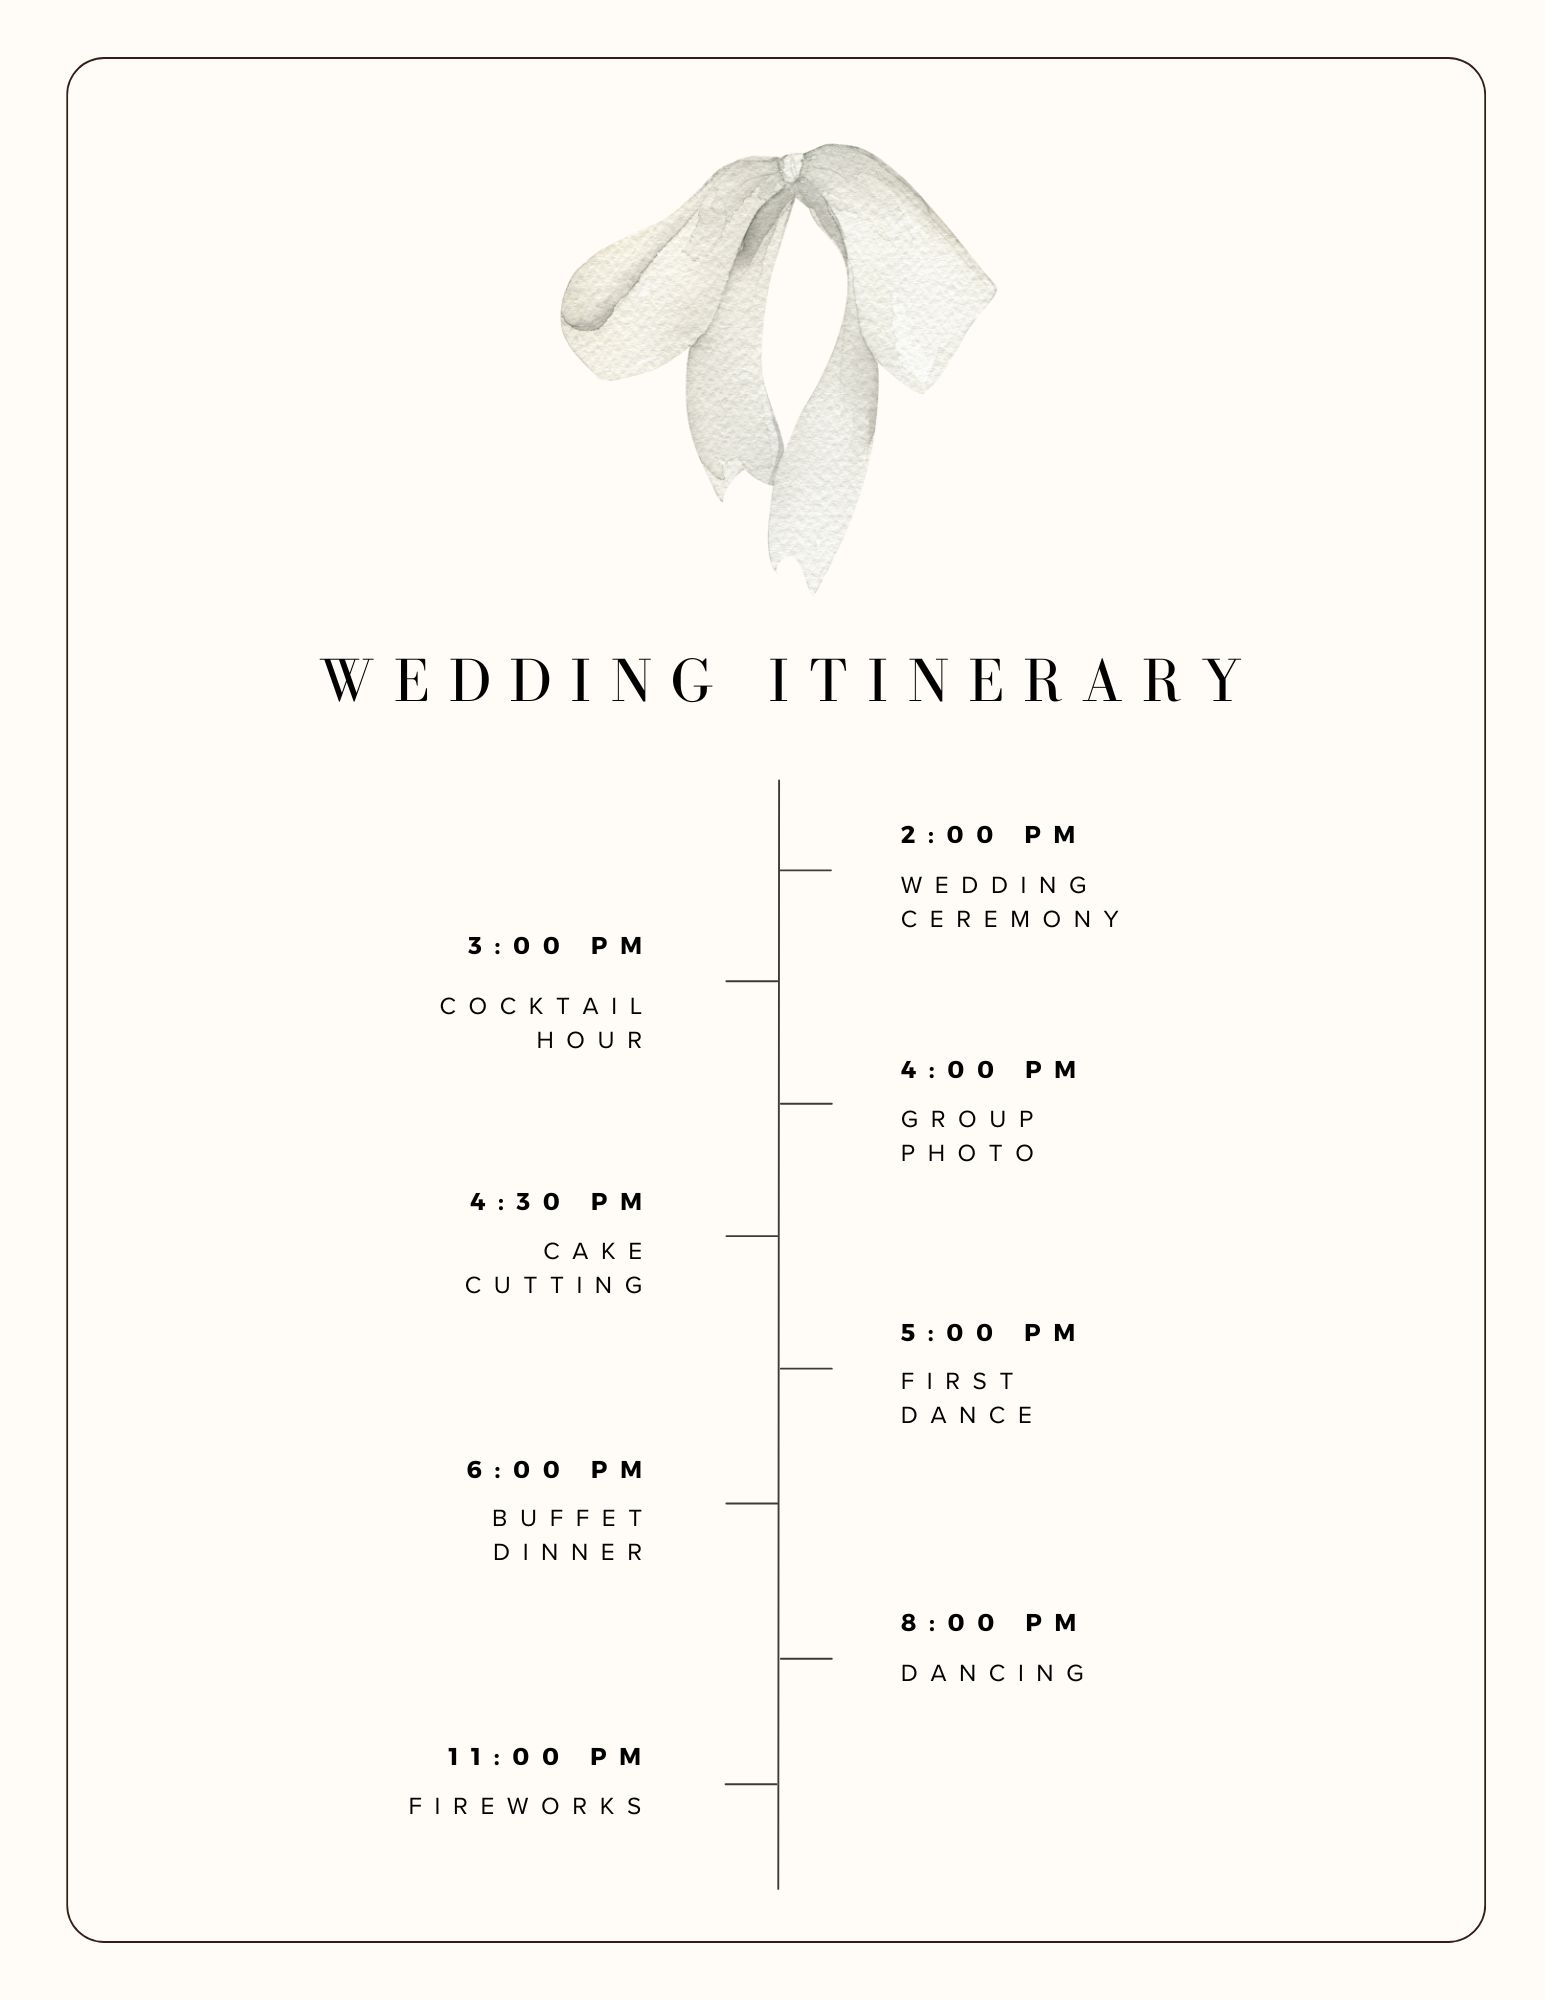 WEDDING ITINERARY
2:00 PM
WEDDING
CEREMONY
3:00 PM
COCKTAIL
HOUR
4:00 PM
GROUP
PHOTO
4:30 PM
CAKE
CUTTING
5:00 PM
FIRST
DANCE
6:00 PM
BUFFET
DINNER
8:00 PM
DANCING
11:00 PM
FIREWORKS